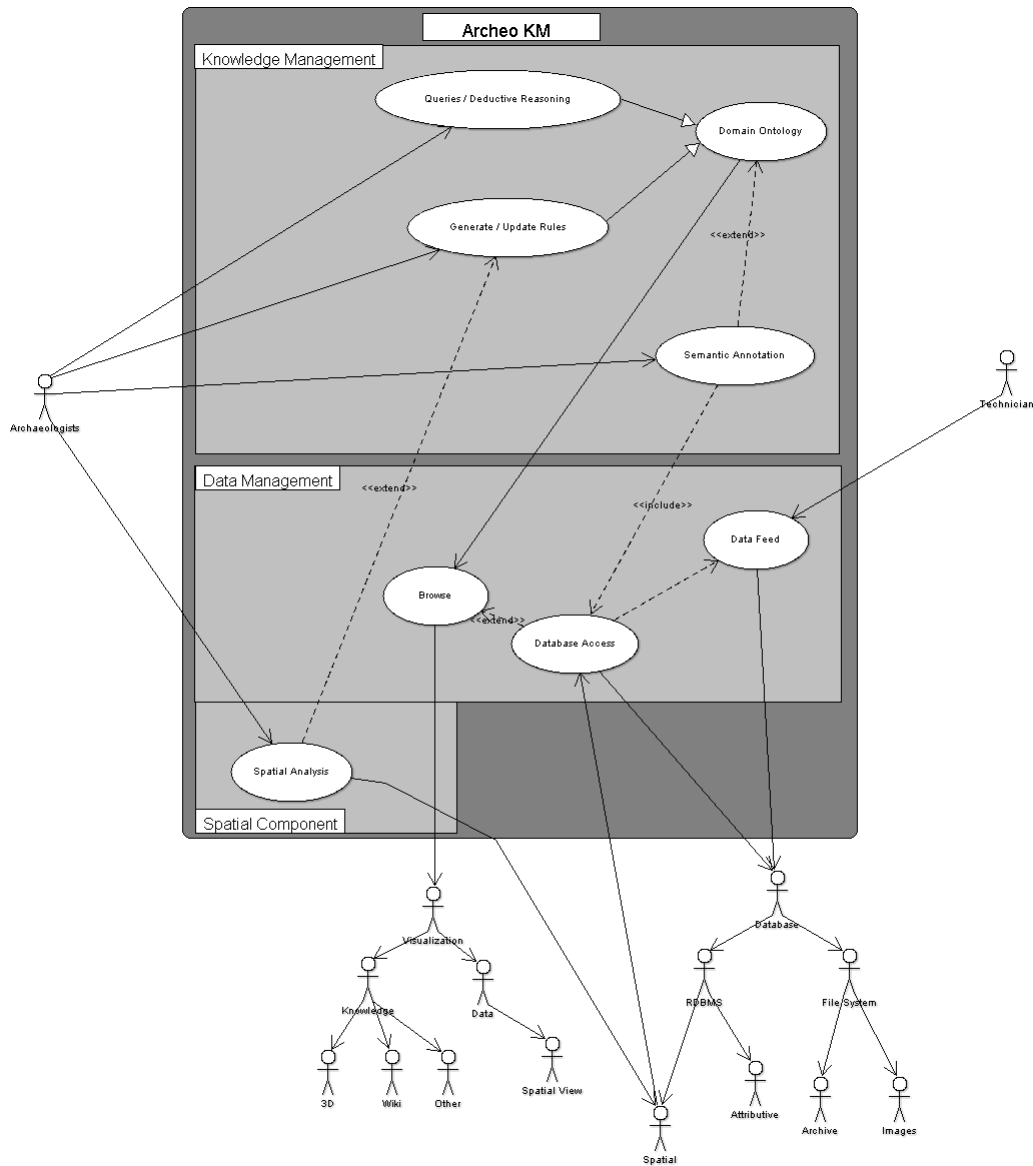 Archeo KM
Knowledge Management
Queries / Deductive Reasoning
Domain Ontology
Generate / Update Rules
<<extend>>
Semantic Annotation
Archaeologists
Technician
Data Management
<<extend>>
<<include>>
Data Feed
Browse
<<extend>>
Database Access
Spatial Analysis
Spatial Component
Visualization
Database
Knowledge
Data
RDBMS
File System
3D
Wiki
Other
Spatial View
Attributive
Archive
Images
Spatial